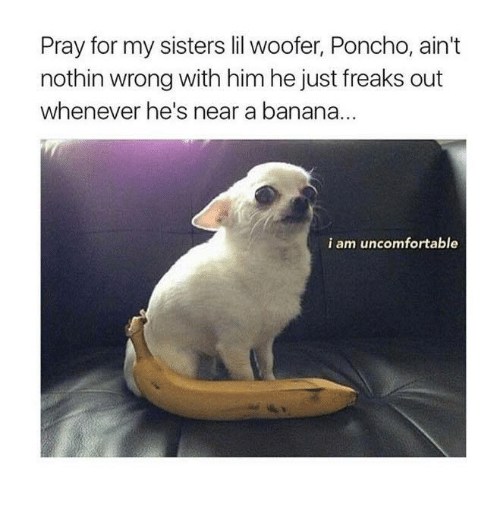 Pray for my sisters lil woofer, Poncho, ain't
nothin wrong with him he just freaks out
whenever he's near a banana...
i am uncomfortable